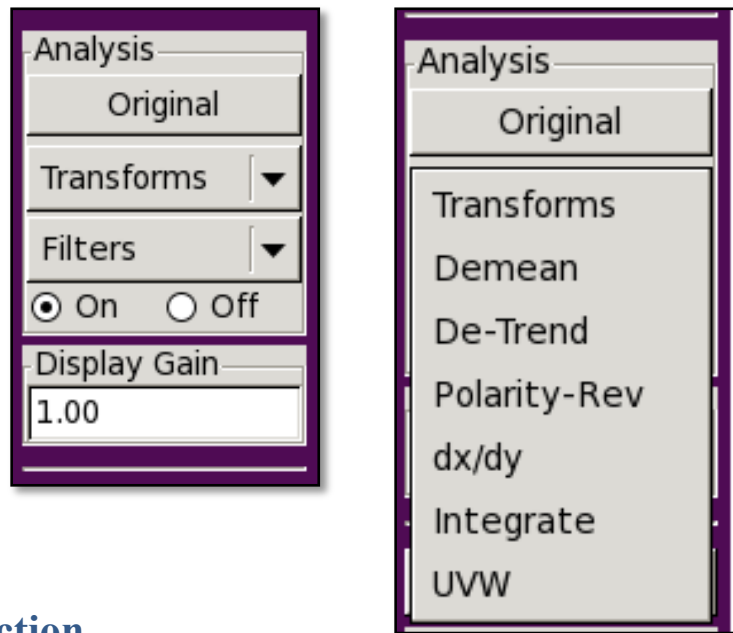 Analysis
Original
Transforms
Filters
On Off
Display Gain
1.00
Analysis
Original
Transforms
Demean
De-Trend
Polarity-Rev
dx/dy
Integrate
UVW